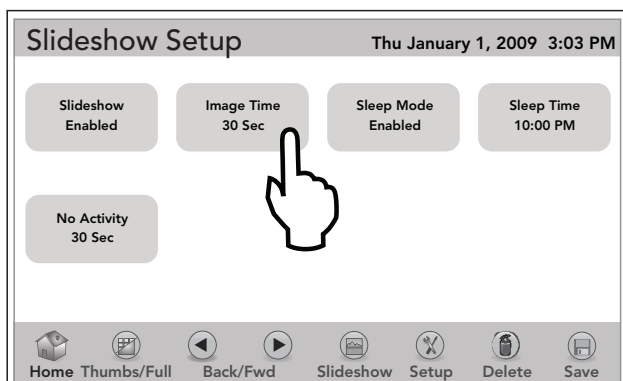 Slideshow Setup
Thu January 1, 2009 3:03 PM
Slideshow
Enabled
Image Time
30 Sec
Sleep Mode
Enabled
Sleep Time
10:00 PM
No Activity
30 Sec
Home Thumbs/Full Back/Fwd Slideshow Setup Delete Save